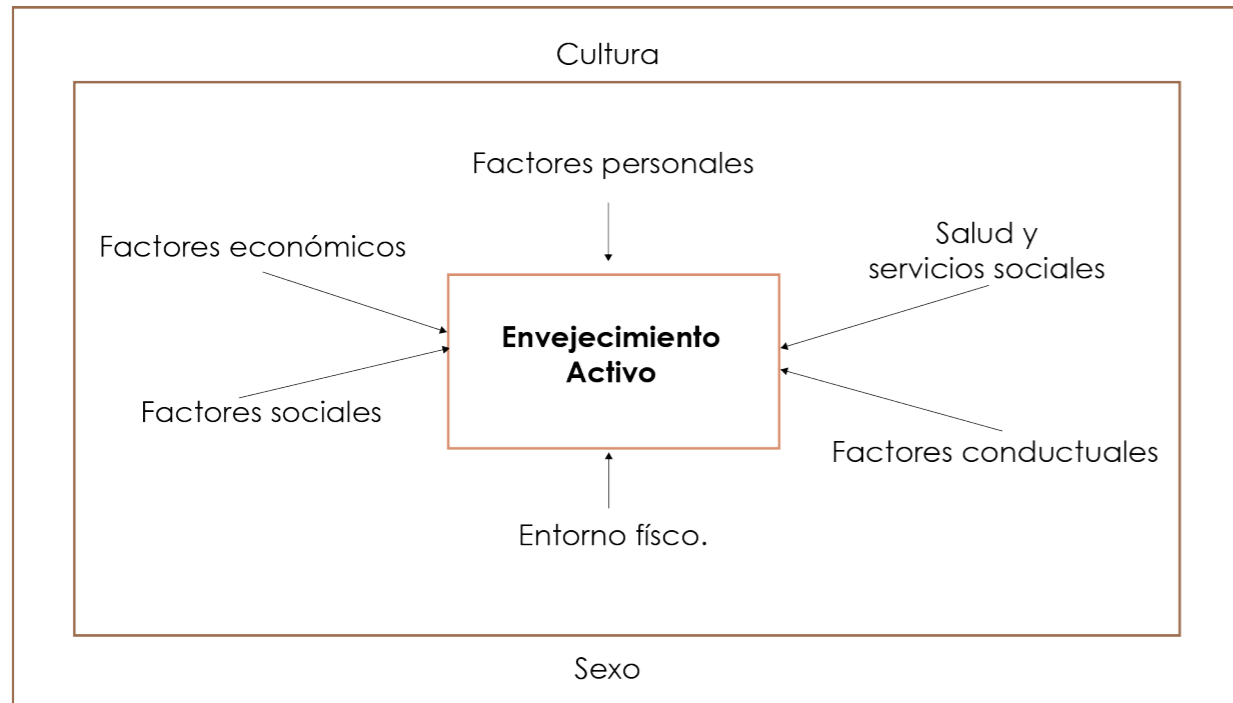 Cultura
Factores personales
Factores económicos
Salud y
servicios sociales
Envejecimiento
Activo
Factores sociales
Factores conductuales
Entorno físco.
Sexo